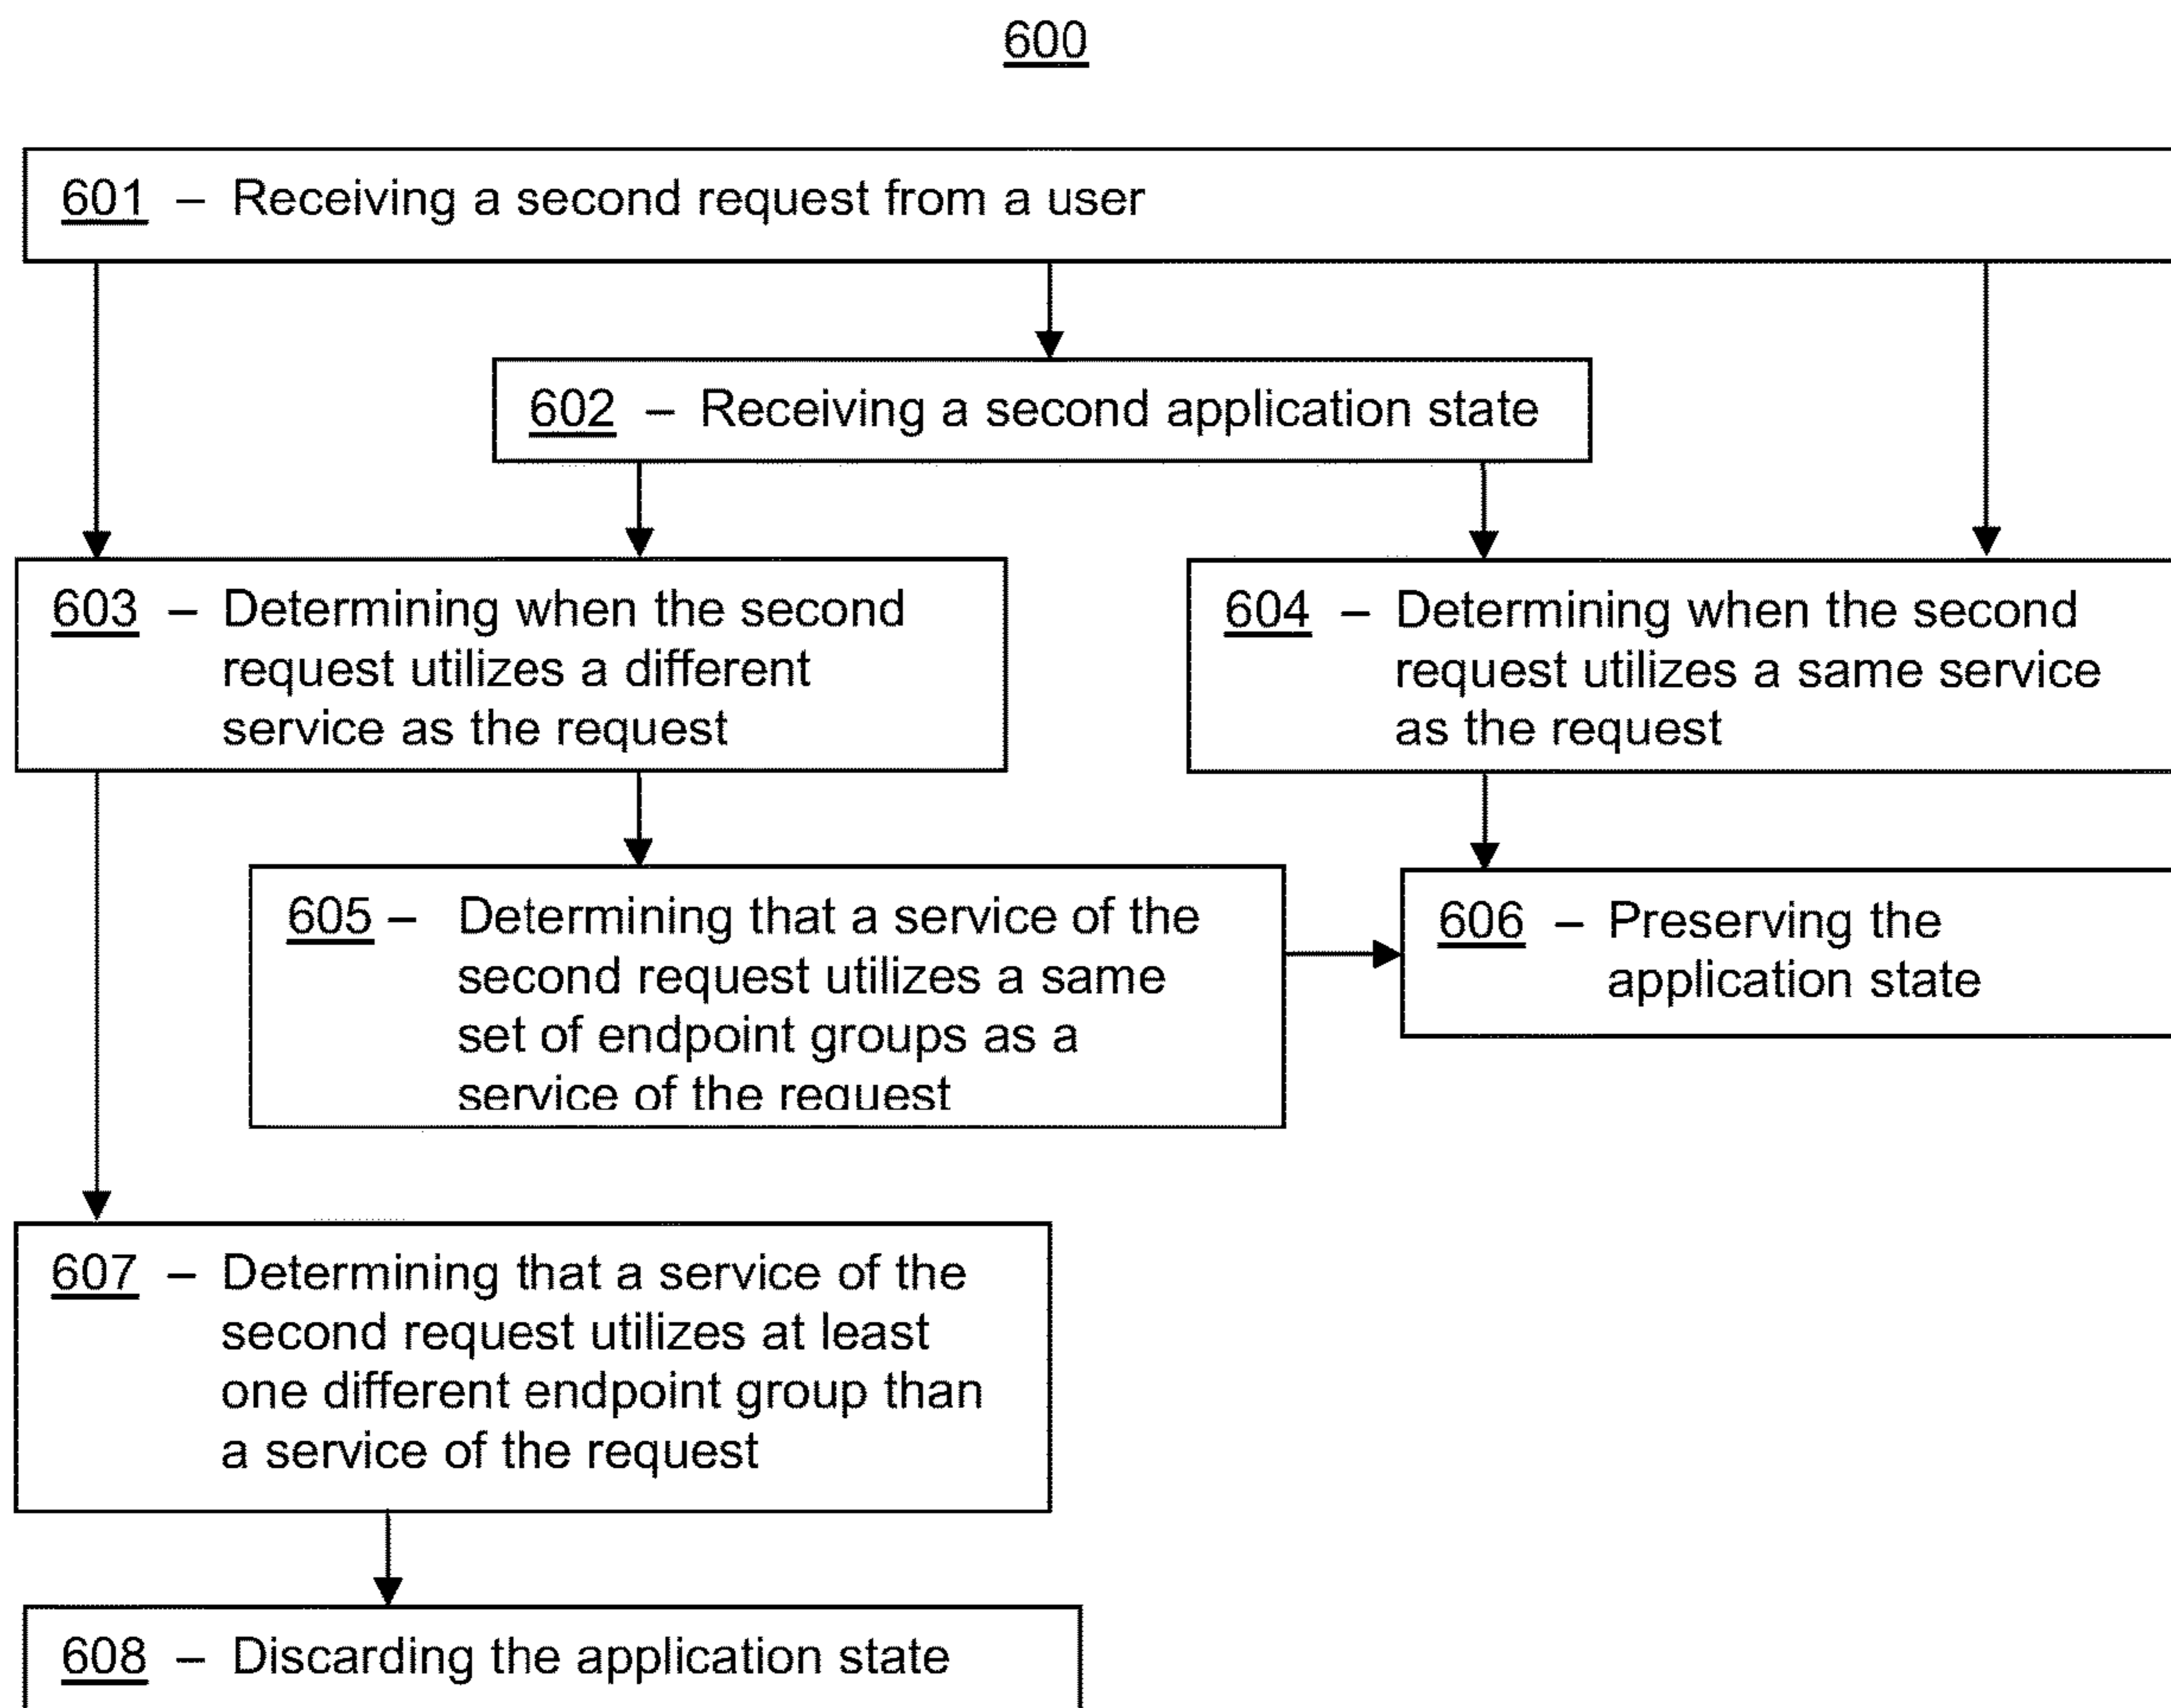 600
601 – Receiving a second request from a user
602 – Receiving a second application state
603 – Determining when the second
request utilizes a different
service as the request
604 – Determining when the second
request utilizes a same service
as the request
605 – Determining that a service of the
second request utilizes a same
set of endpoint groups as a
service of the request
606 – Preserving the
application state
607 – Determining that a service of the
second request utilizes at least
one different endpoint group than
a service of the request
608 – Discarding the application state